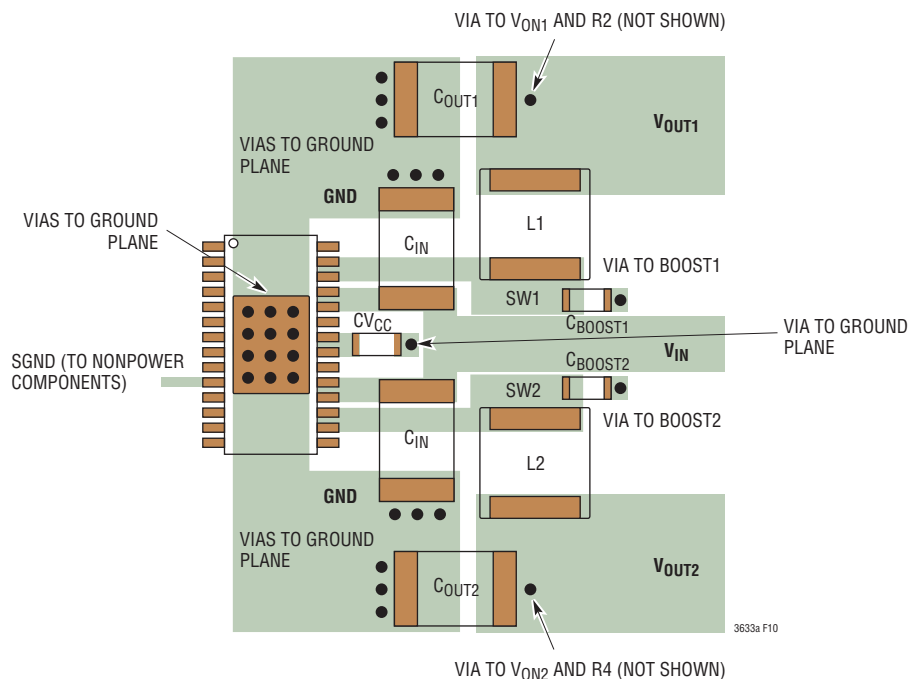 VIA TO VON1 AND R2 (NOT SHOWN)
COUT1
VOUT1
VIAS TO GROUND
PLANE
GND
VIAS TO GROUND
PLANE
CIN
L1
VIA TO BOOST1
SW1
CBOOST1
CVCC
VIA TO GROUND
PLANE
VIN
SGND (TO NONPOWER
COMPONENTS)
CBOOST2
SW2
VIA TO BOOST2
CIN
L2
GND
VIAS TO GROUND
PLANE
COUT2
VOUT2
3633a F10
VIA TO VON2 AND R4 (NOT SHOWN)